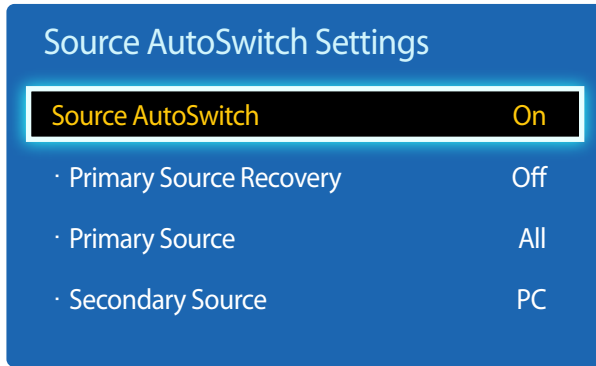 Source AutoSwitch Settings
Source AutoSwitch On
· Primary Source Recovery Off
· Primary Source All
· Secondary Source PC